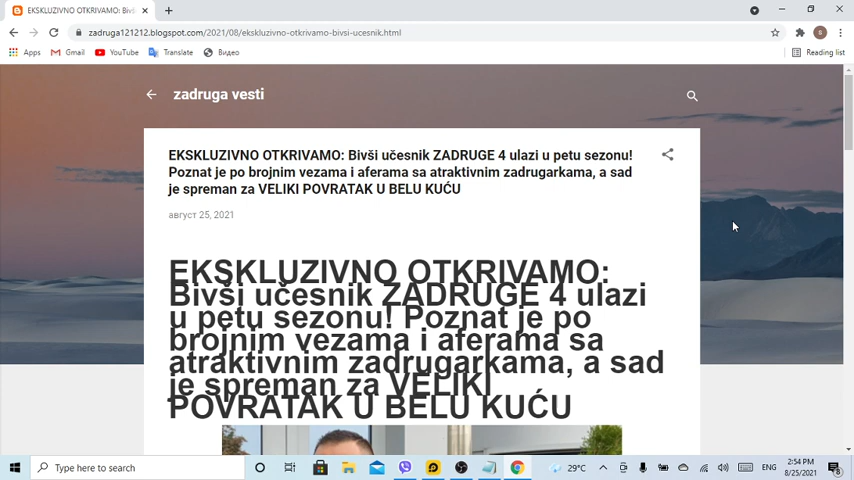 EKSKLUZIVNO OTKRIVAMO: Bivši
zadruga121212.blogspot.com/2021/08/ekskluzivno-otkrivamo-bivsi-ucesnik.html
Apps
Gmail
YouTube
Translate
Видео
Reading list
zadruga vesti
EKSKLUZIVNO OTKRIVAMO: Bivši učesnik ZADRUGE 4 ulazi u petu sezonu!
Poznat je po brojnim vezama i aferama sa atraktivnim zadrugarkama, a sad
je spreman za VELIKI POVRATAK U BELU KUĆU
август 25, 2021
EKSKLUZIVNO OTKRIVAMO:
Bivši učesnik ZADRUGE 4 ulazi
u petu sezonu! Poznat je po
brojnim vezama i aferama sa
atraktivnim zadrugarkama, a sad
je spreman za VELIKI
POVRATAK U BELU KUĆU
Type here to search
29°C
ENG
2:54 PM
8/25/2021